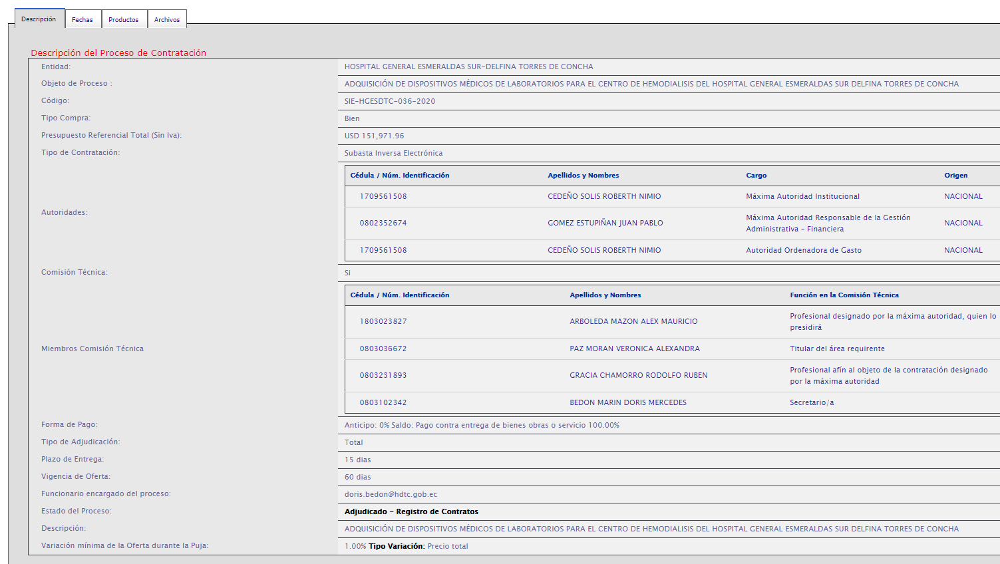 Descripción Fechas Productos Archivos
Descripción del Proceso de Contratación
Entidad: HOSPITAL GENERAL ESMERALDAS SUR-DELFINA TORRES DE CONCHA
Objeto de Proceso : ADQUISICIÓN DE DISPOSITIVOS MÉDICOS DE LABORATORIOS PARA EL CENTRO DE HEMODIALISIS DEL HOSPITAL GENERAL ESMERALDAS SUR DELFINA TORRES DE CONCHA
Código: SIE-HGESDTC-036-2020
Tipo Compra: Bien
Presupuesto Referencial Total (Sin Iva): USD 151,971.96
Tipo de Contratación: Subasta Inversa Electrónica
Autoridades:
Cédula / Núm. Identificación Apellidos y Nombres Cargo Origen
1709561508 CEDEÑO SOLIS ROBERTH NIMIO Máxima Autoridad Institucional NACIONAL
0802352674 GOMEZ ESTUPIÑAN JUAN PABLO Máxima Autoridad Responsable de la Gestión
Administrativa - Financiera NACIONAL
1709561508 CEDEÑO SOLIS ROBERTH NIMIO Autoridad Ordenadora de Gasto NACIONAL
Comisión Técnica: Si
Miembros Comisión Técnica
Cédula / Núm. Identificación Apellidos y Nombres Función en la Comisión Técnica
1803023827 ARBOLEDA MAZON ALEX MAURICIO Profesional designado por la máxima autoridad, quien lo
presidirá
0803036672 PAZ MORAN VERONICA ALEXANDRA Titular del área requirente
0803231893 GRACIA CHAMORRO RODOLFO RUBEN Profesional afín al objeto de la contratación designado
por la máxima autoridad
0803102342 BEDON MARIN DORIS MERCEDES Secretario/a
Forma de Pago: Anticipo: 0% Saldo: Pago contra entrega de bienes obras o servicio 100.00%
Tipo de Adjudicación: Total
Plazo de Entrega: 15 dias
Vigencia de Oferta: 60 dias
Funcionario encargado del proceso: doris.bedon@hdtc.gob.ec
Estado del Proceso: Adjudicado - Registro de Contratos
Descripción: ADQUISICIÓN DE DISPOSITIVOS MÉDICOS DE LABORATORIOS PARA EL CENTRO DE HEMODIALISIS DEL HOSPITAL GENERAL ESMERALDAS SUR DELFINA TORRES DE CONCHA
Variación mínima de la Oferta durante la Puja: 1.00% Tipo Variación: Precio total